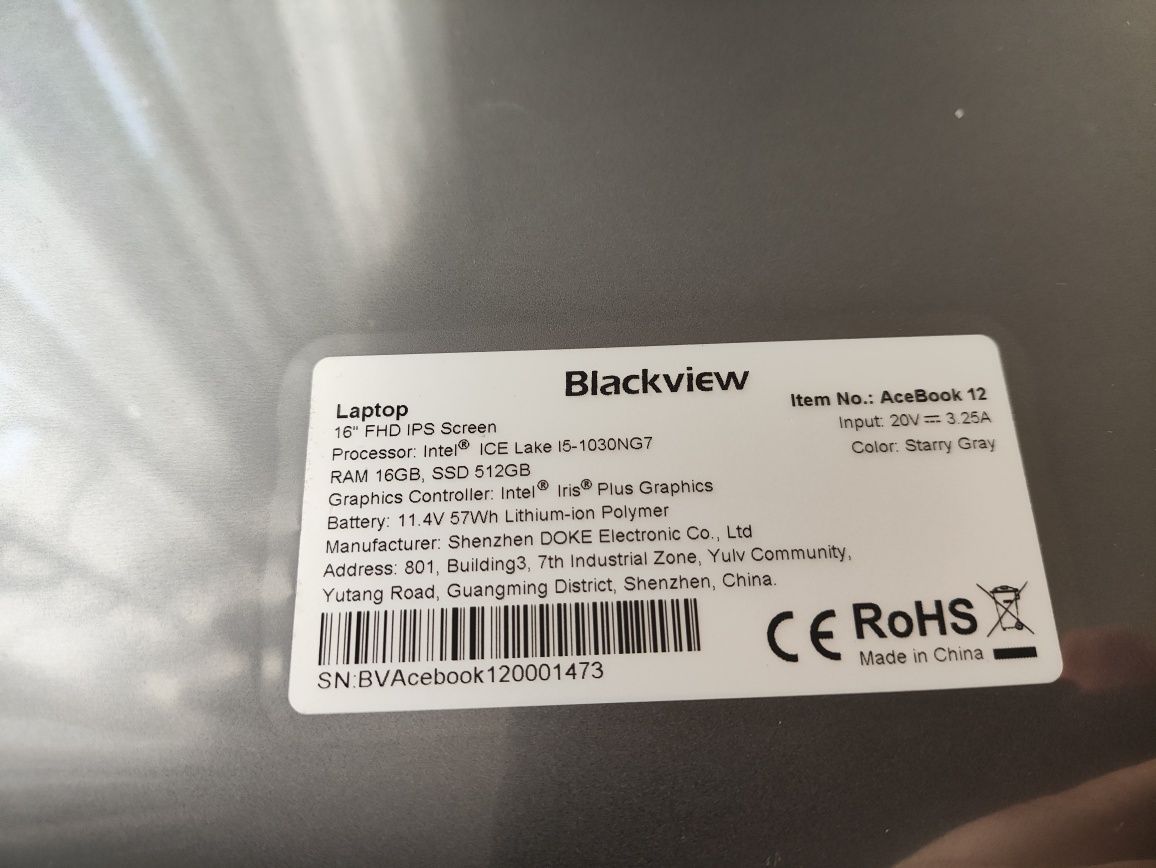 Blackview
Laptop
Item No.: AceBook 12
16" FHD IPS Screen
Input: 20V ⎓ 3.25A
Processor: Intel® ICE Lake I5-1030NG7
Color: Starry Gray
RAM 16GB, SSD 512GB
Graphics Controller: Intel® Iris® Plus Graphics
Battery: 11.4V 57Wh Lithium-ion Polymer
Manufacturer: Shenzhen DOKE Electronic Co., Ltd
Address: 801, Building3, 7th Industrial Zone, Yulv Community,
Yutang Road, Guangming District, Shenzhen, China.
CE RoHS
Made in China
SN:BVAcebook120001473